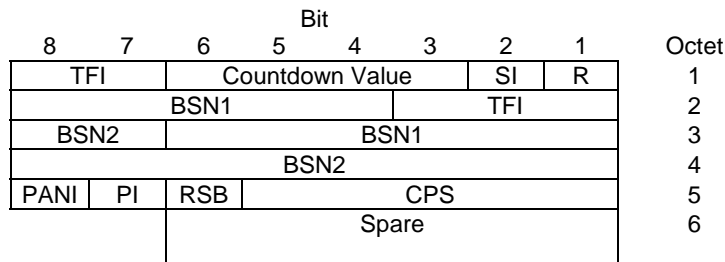 Bit
8 7 6 5 4 3 2 1 Octet
TFI Countdown Value SI R 1
BSN1 TFI 2
BSN2 BSN1 3
BSN2 4
PANI PI RSB CPS 5
Spare 6